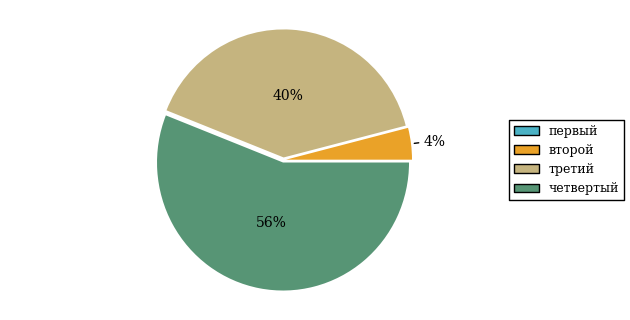 40%
4%
56%
первый
второй
третий
четвертый